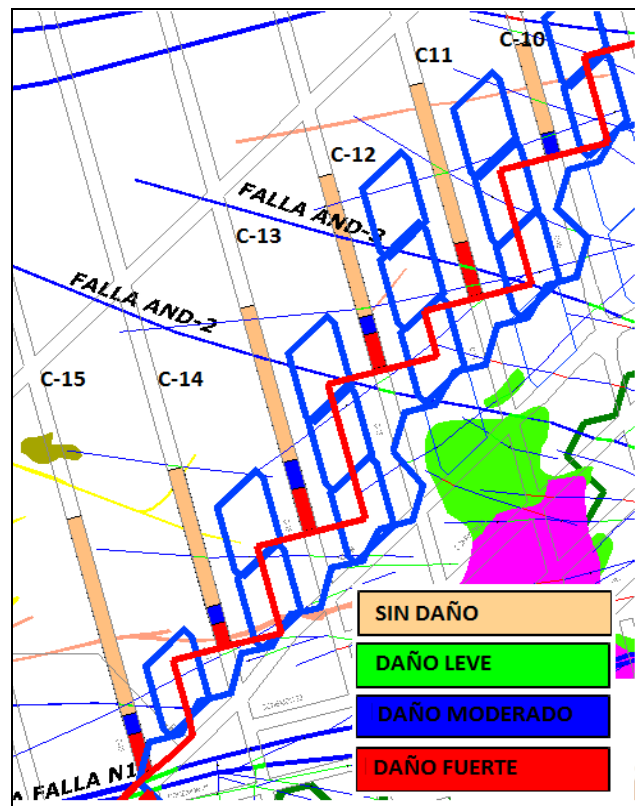 C-10
C11
C-12
FALLA AND-3
C-13
FALLA AND-2
C-15
C-14
SIN DAÑO
DAÑO LEVE
DAÑO MODERADO
DAÑO FUERTE
A FALLA N1